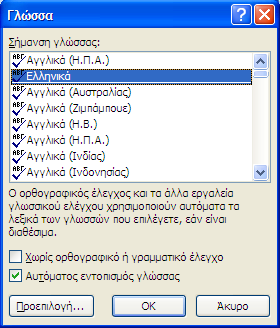 Γλώσσα
Σήμανση γλώσσας:
Αγγλικά (Η.Π.Α.)
Ελληνικά
Αγγλικά (Αυστραλίας)
Αγγλικά (Ζιμπάμπουε)
Αγγλικά (Η.Β.)
Αγγλικά (Η.Π.Α.)
Αγγλικά (Ινδίας)
Αγγλικά (Ινδονησίας)
Ο ορθογραφικός έλεγχος και τα άλλα εργαλεία
γλωσσικού ελέγχου χρησιμοποιούν αυτόματα τα
λεξικά των γλωσσών που επιλέγετε, εάν είναι
διαθέσιμα.
Χωρίς ορθογραφικό ή γραμματικό έλεγχο
Αυτόματος εντοπισμός γλώσσας
Προεπιλογή... OK Άκυρο